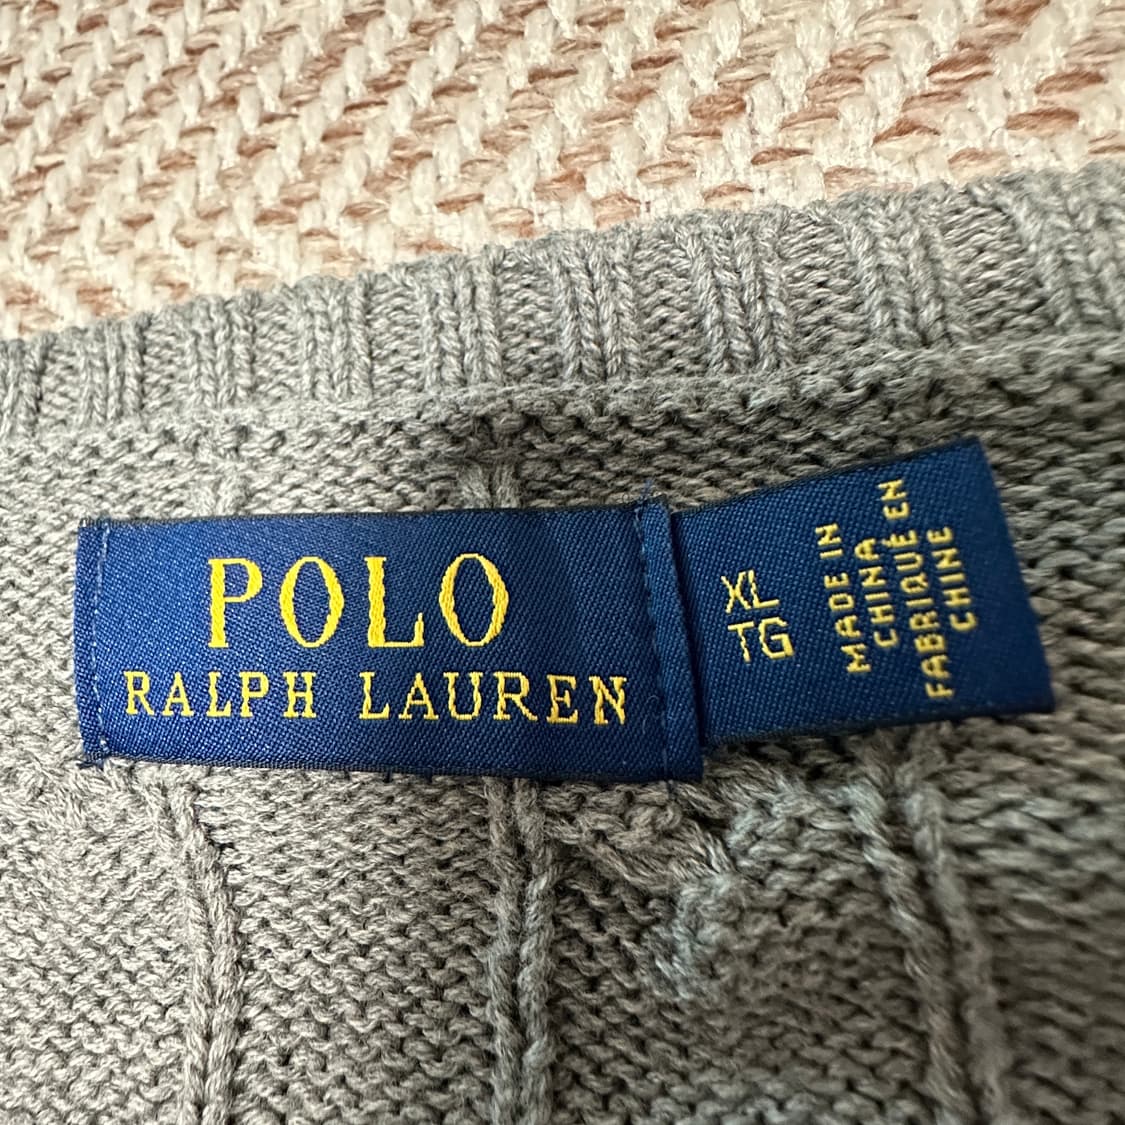 POLO
RALPH LAUREN
XL
TG
MADE IN
CHINA
FABRIQUÉ EN
CHINE